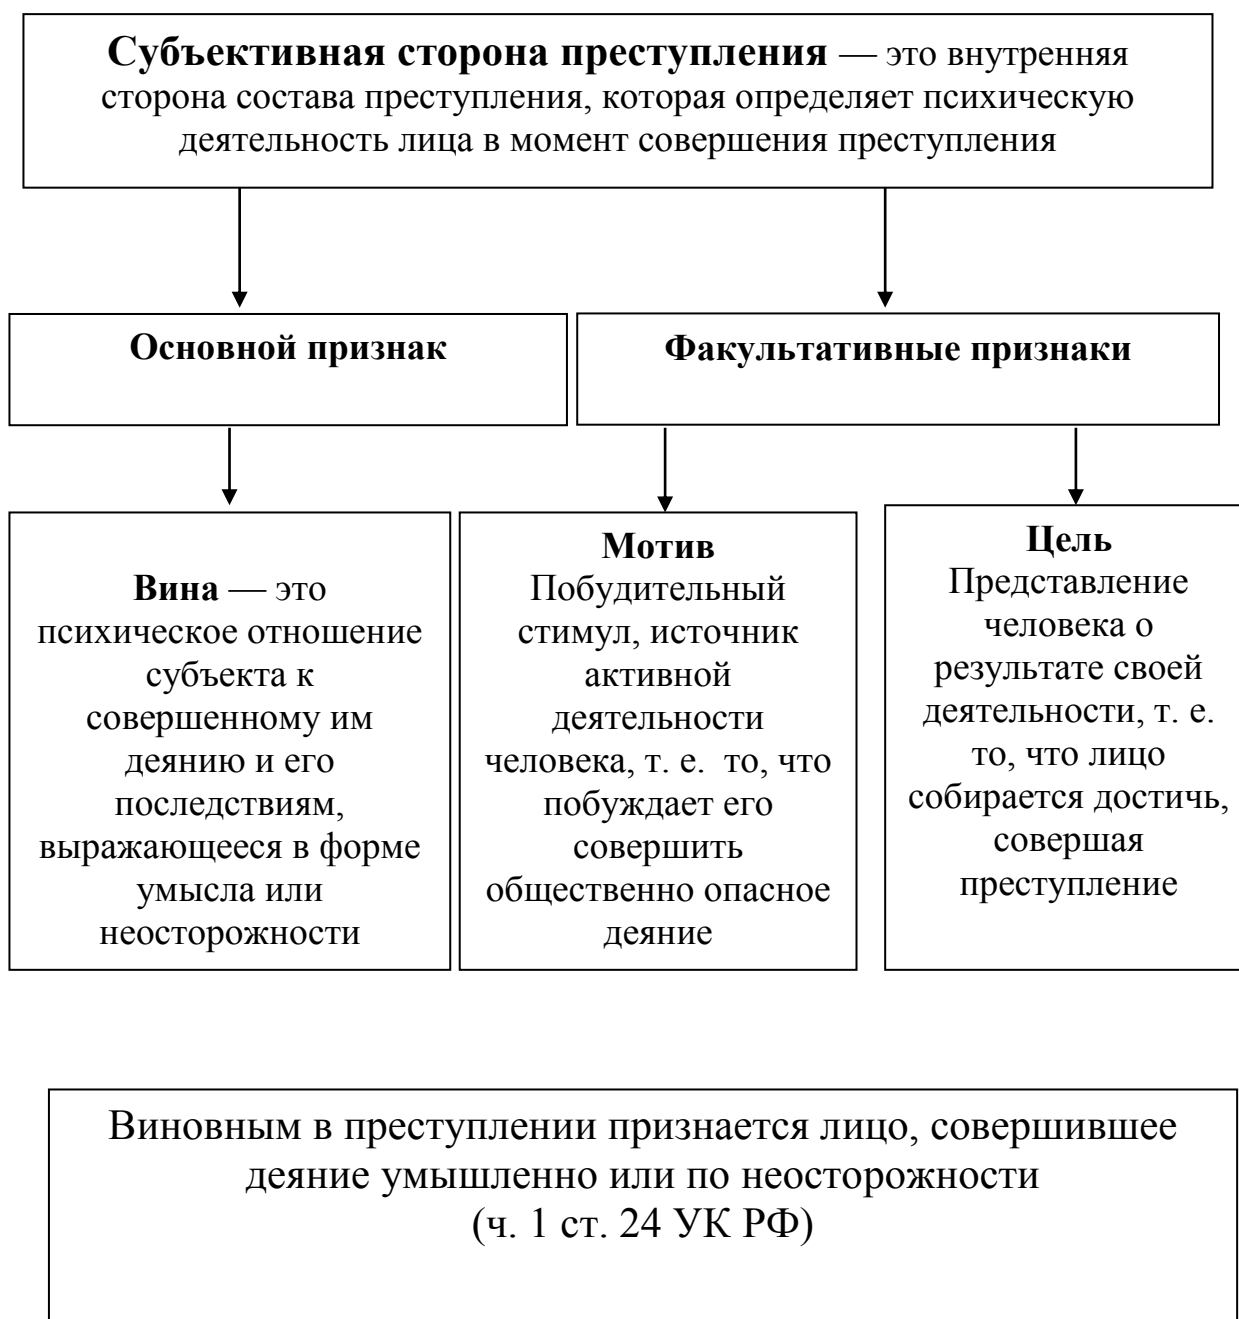 Субъективная сторона преступления — это внутренняя
сторона состава преступления, которая определяет психическую
деятельность лица в момент совершения преступления
Основной признак
Факультативные признаки
Вина — это
психическое отношение
субъекта к
совершенному им
деянию и его
последствиям,
выражающееся в форме
умысла или
неосторожности
Мотив
Побудительный
стимул, источник
активной
деятельности
человека, т. е. то, что
побуждает его
совершить
общественно опасное
деяние
Цель
Представление
человека о
результате своей
деятельности, т. е.
то, что лицо
собирается достичь,
совершая
преступление
Виновным в преступлении признается лицо, совершившее
деяние умышленно или по неосторожности
(ч. 1 ст. 24 УК РФ)